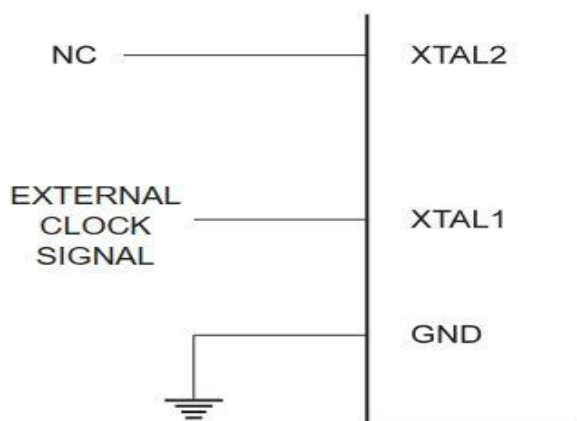 NC
XTAL2
EXTERNAL
CLOCK
SIGNAL
XTAL1
GND